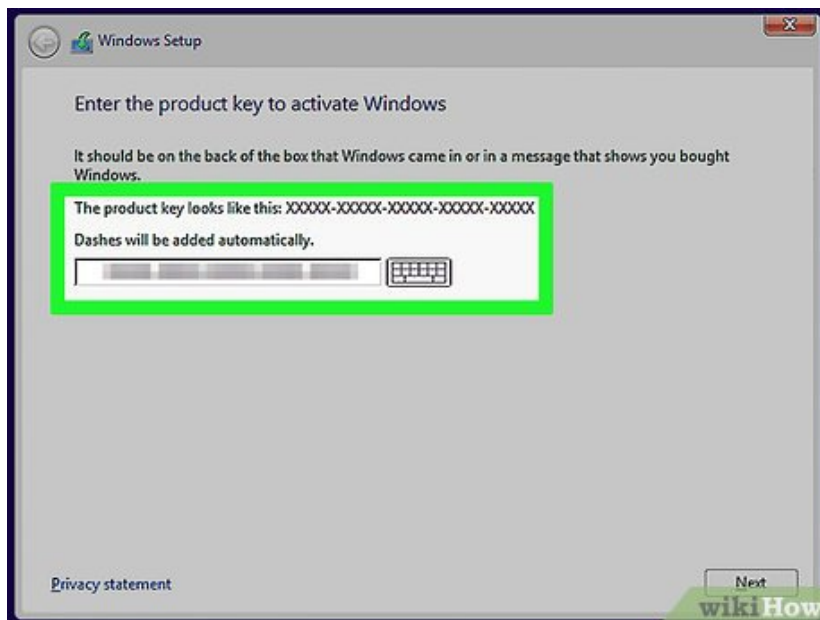 Windows Setup
Enter the product key to activate Windows
It should be on the back of the box that Windows came in or in a message that shows you bought
Windows.
The product key looks like this: XXXXX-XXXXX-XXXXX-XXXXX-XXXXX
Dashes will be added automatically.
Privacy statement
Next
wikiHow